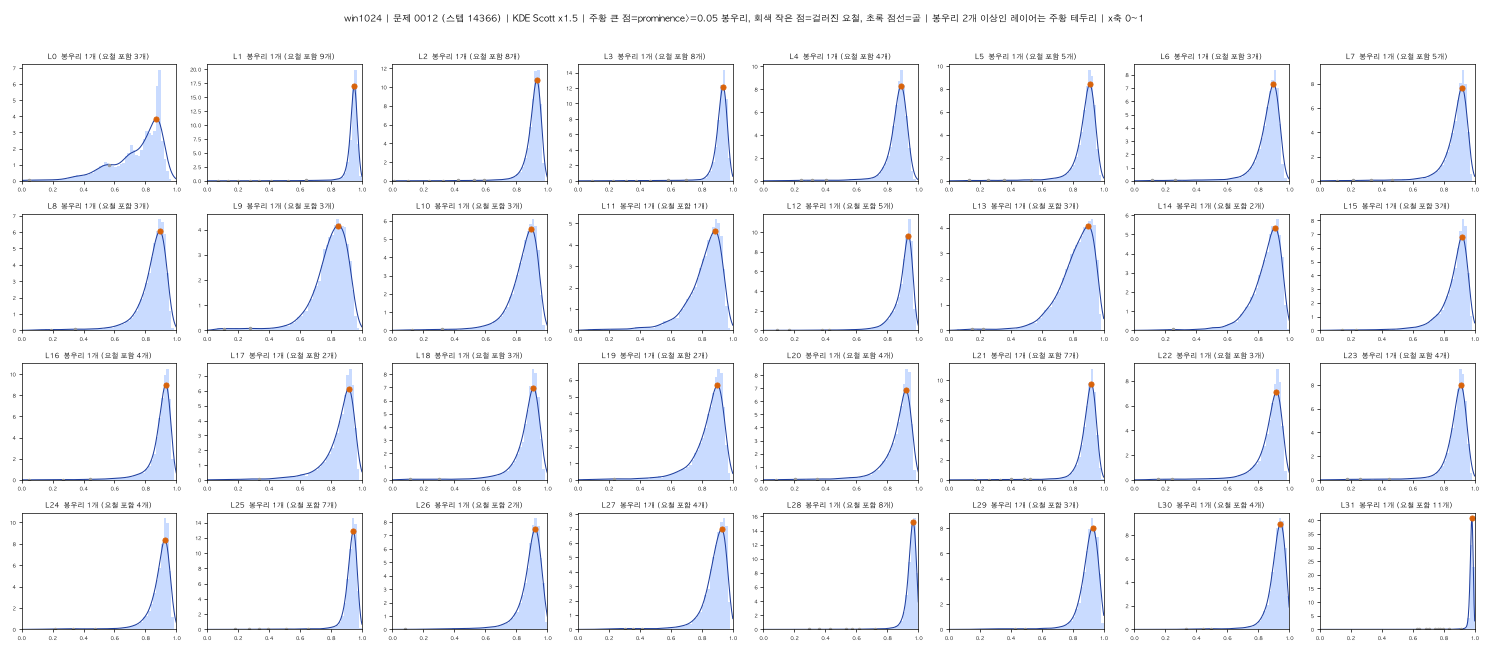 win1024 | 문제 0012 (스텝 14366) | KDE Scott x1.5 | 주황 큰 점=prominence>=0.05 봉우리, 회색 작은 점=걸러진 요철, 초록 점선=골 | 봉우리 2개 이상인 레이어는 주황 테두리 | x축 0~1
L0 봉우리 1개 (요철 포함 3개)
L1 봉우리 1개 (요철 포함 9개)
L2 봉우리 1개 (요철 포함 8개)
L3 봉우리 1개 (요철 포함 8개)
L4 봉우리 1개 (요철 포함 4개)
L5 봉우리 1개 (요철 포함 5개)
L6 봉우리 1개 (요철 포함 3개)
L7 봉우리 1개 (요철 포함 5개)
L8 봉우리 1개 (요철 포함 3개)
L9 봉우리 1개 (요철 포함 3개)
L10 봉우리 1개 (요철 포함 3개)
L11 봉우리 1개 (요철 포함 1개)
L12 봉우리 1개 (요철 포함 5개)
L13 봉우리 1개 (요철 포함 3개)
L14 봉우리 1개 (요철 포함 2개)
L15 봉우리 1개 (요철 포함 3개)
L16 봉우리 1개 (요철 포함 4개)
L17 봉우리 1개 (요철 포함 2개)
L18 봉우리 1개 (요철 포함 3개)
L19 봉우리 1개 (요철 포함 2개)
L20 봉우리 1개 (요철 포함 4개)
L21 봉우리 1개 (요철 포함 7개)
L22 봉우리 1개 (요철 포함 3개)
L23 봉우리 1개 (요철 포함 4개)
L24 봉우리 1개 (요철 포함 4개)
L25 봉우리 1개 (요철 포함 7개)
L26 봉우리 1개 (요철 포함 2개)
L27 봉우리 1개 (요철 포함 4개)
L28 봉우리 1개 (요철 포함 8개)
L29 봉우리 1개 (요철 포함 3개)
L30 봉우리 1개 (요철 포함 4개)
L31 봉우리 1개 (요철 포함 11개)